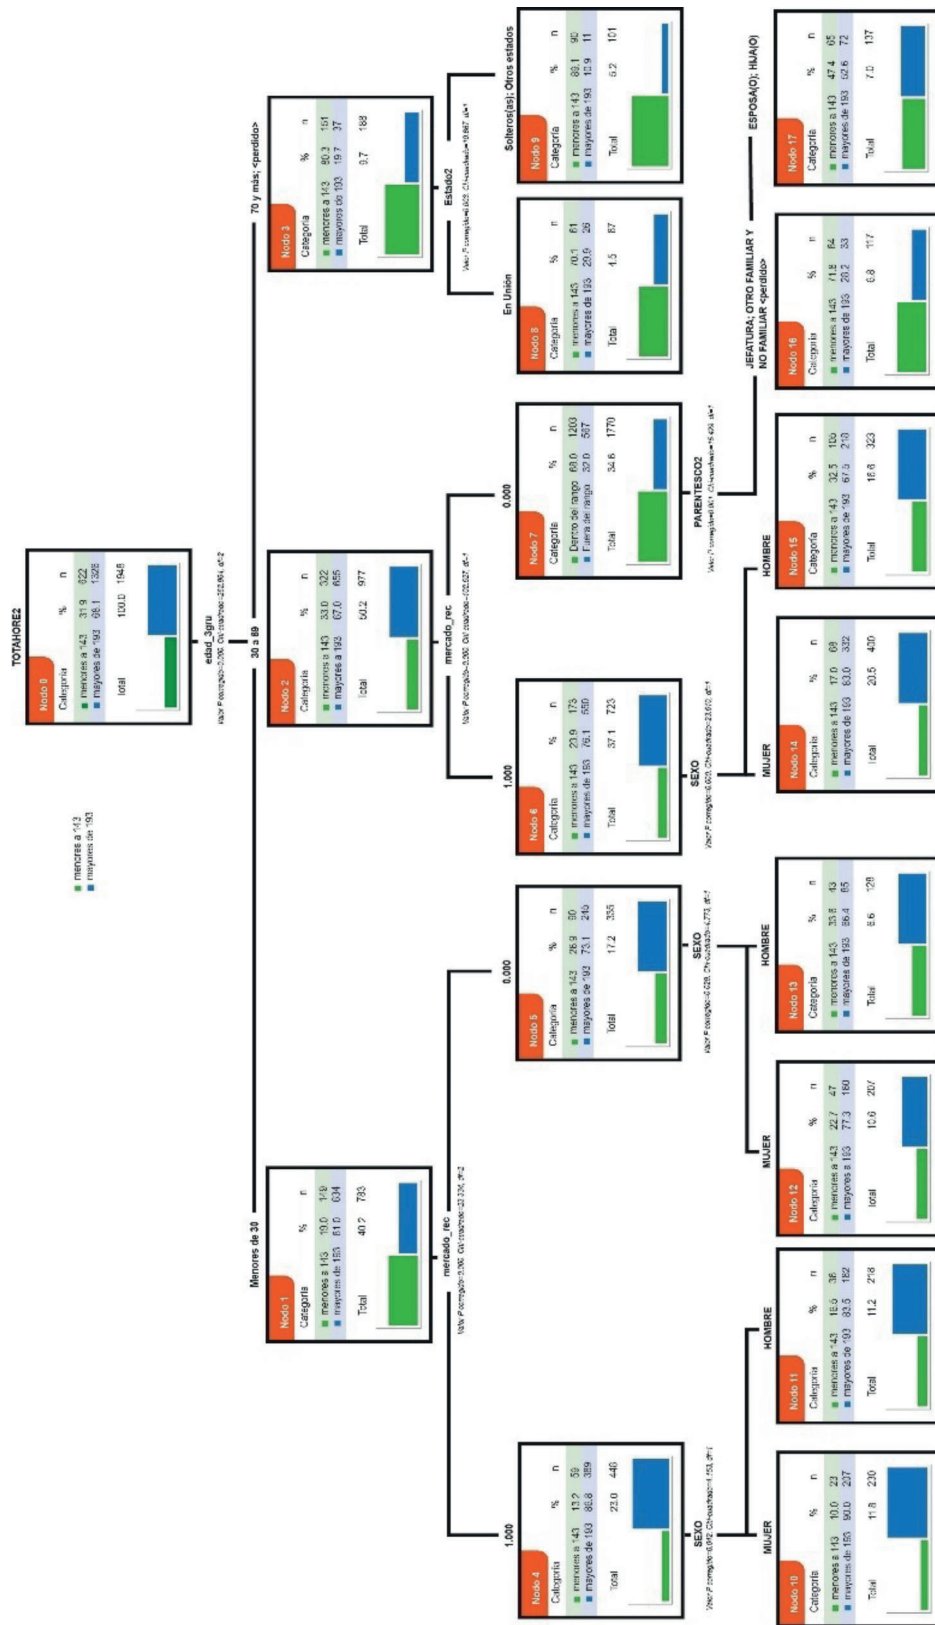 TOTAHORE2
menores a 143
mayores de 193
Nodo 0
Categoría % n
menores a 143 31.9 622
mayores de 193 68.1 1326
Total 100.0 1948
edad_3gru
Menores de 30
30 a 69
70 y más; <perdido>
Nodo 1
Categoría % n
menores a 143 19.0 149
mayores de 193 81.0 634
Total 40.2 783
mercado_rec
Nodo 2
Categoría % n
menores a 143 33.0 322
mayores a 193 67.0 655
Total 50.2 977
mercado_rec
Nodo 3
Categoría % n
menores a 143 80.3 151
mayores de 193 19.7 37
Total 9.7 188
Estado2
1.000
0.000
1.000
0.000
En Unión
Solteros(as); Otros estados
Nodo 4
Categoría % n
menores a 143 13.2 59
mayores de 193 86.8 389
Total 23.0 448
SEXO
Nodo 5
Categoría % n
menores a 143 26.9 90
mayores de 193 73.1 245
Total 17.2 335
SEXO
Nodo 6
Categoría % n
menores a 143 23.9 173
mayores de 193 76.1 550
Total 37.1 723
SEXO
Nodo 7
Categoría % n
Dentro del rango 68.0 1203
Fuera del rango 32.0 567
Total 34.6 1770
PARENTESCO2
Nodo 8
Categoría % n
menores a 143 70.1 61
mayores de 193 29.9 26
Total 4.5 87
Nodo 9
Categoría % n
menores a 143 89.1 90
mayores de 193 10.9 11
Total 5.2 101
MUJER
HOMBRE
MUJER
HOMBRE
MUJER
HOMBRE
JEFATURA; OTRO FAMILIAR Y
NO FAMILIAR <perdido>
ESPOSA(O); HIJA(O)
Nodo 10
Categoría % n
menores a 143 10.0 23
mayores de 193 90.0 207
Total 11.8 230
Nodo 11
Categoría % n
menores a 143 16.5 36
mayores de 193 83.5 182
Total 11.2 218
Nodo 12
Categoría % n
menores a 143 22.7 47
mayores a 193 77.3 160
Total 10.6 207
Nodo 13
Categoría % n
menores a 143 33.6 43
mayores de 193 66.4 85
Total 6.6 128
Nodo 14
Categoría % n
menores a 143 17.0 68
mayores de 193 83.0 332
Total 20.5 400
Nodo 15
Categoría % n
menores a 143 32.5 105
mayores de 193 67.5 218
Total 16.6 323
Nodo 16
Categoría % n
menores a 143 71.8 84
mayores de 193 28.2 33
Total 6.8 117
Nodo 17
Categoría % n
menores a 143 47.4 65
mayores de 193 52.6 72
Total 7.0 137